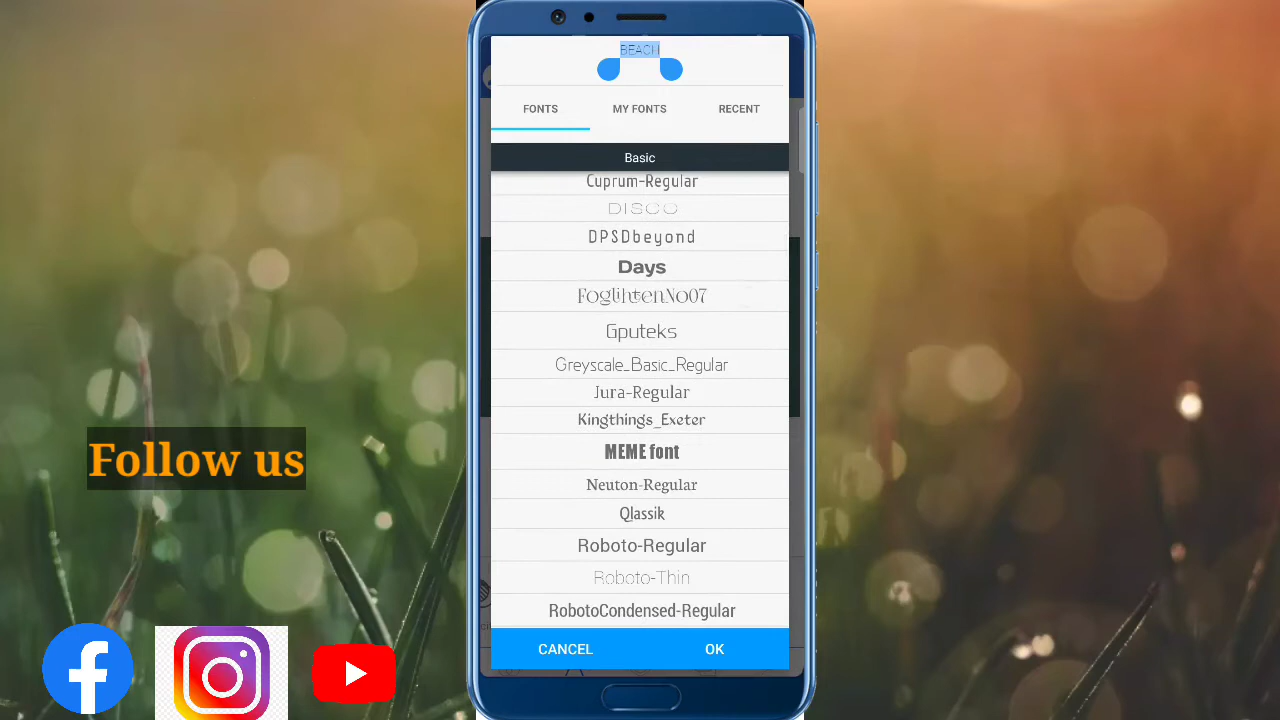 BEACH
FONTS
MY FONTS
RECENT
Basic
Cuprum-Regular
DISCO
DPSDbeyond
Days
FoglihtenNo07
Gputeks
Greyscale_Basic_Regular
Jura-Regular
Kingthings_Exeter
MEME font
Neuton-Regular
Qlassik
Roboto-Regular
Roboto-Thin
RobotoCondensed-Regular
CANCEL
OK
Follow us